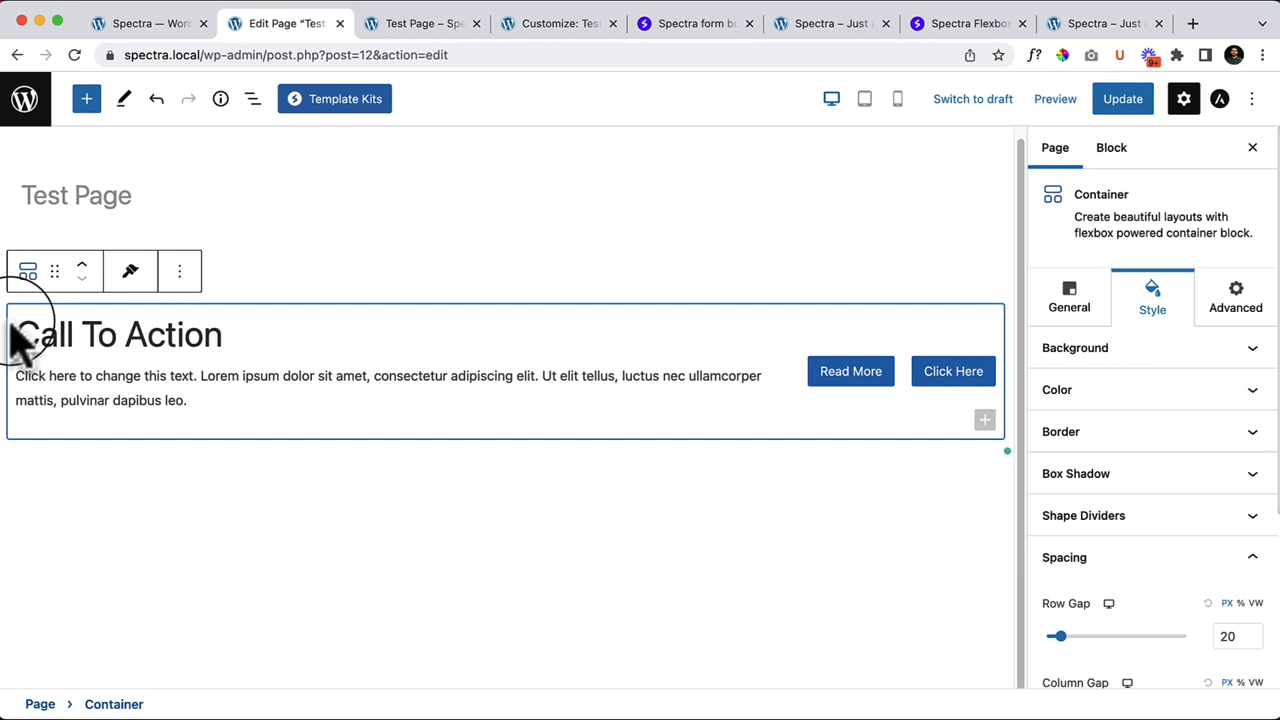 Spectra — Wor
Edit Page “Test
Test Page – Spe
Customize: Tes
Spectra form bu
Spectra – Just a
Spectra Flexbo
Spectra – Just a
spectra.local/wp-admin/post.php?post=12&action=edit
f?
U
9+
Template Kits
Switch to draft
Preview
Update
Page
Block
Test Page
Container
Create beautiful layouts with
flexbox powered container block.
General
Style
Advanced
Call To Action
Click here to change this text. Lorem ipsum dolor sit amet, consectetur adipiscing elit. Ut elit tellus, luctus nec ullamcorper
mattis, pulvinar dapibus leo.
Read More
Click Here
Background
Color
Border
Box Shadow
Shape Dividers
Spacing
Row Gap
PX % VW
20
Column Gap
PX % VW
Page
Container